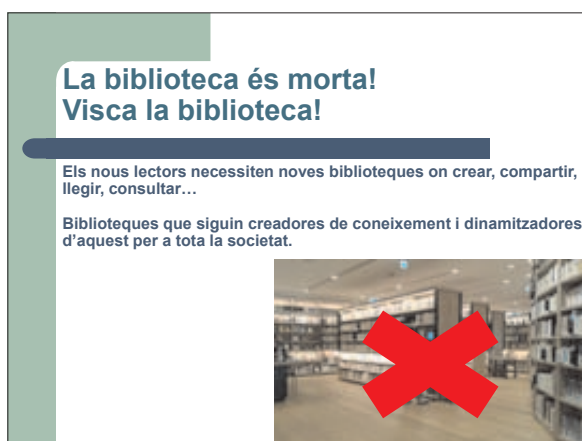 La biblioteca és morta!
Visca la biblioteca!
Els nous lectors necessiten noves biblioteques on crear, compartir,
llegir, consultar…
Biblioteques que siguin creadores de coneixement i dinamitzadores
d’aquest per a tota la societat.